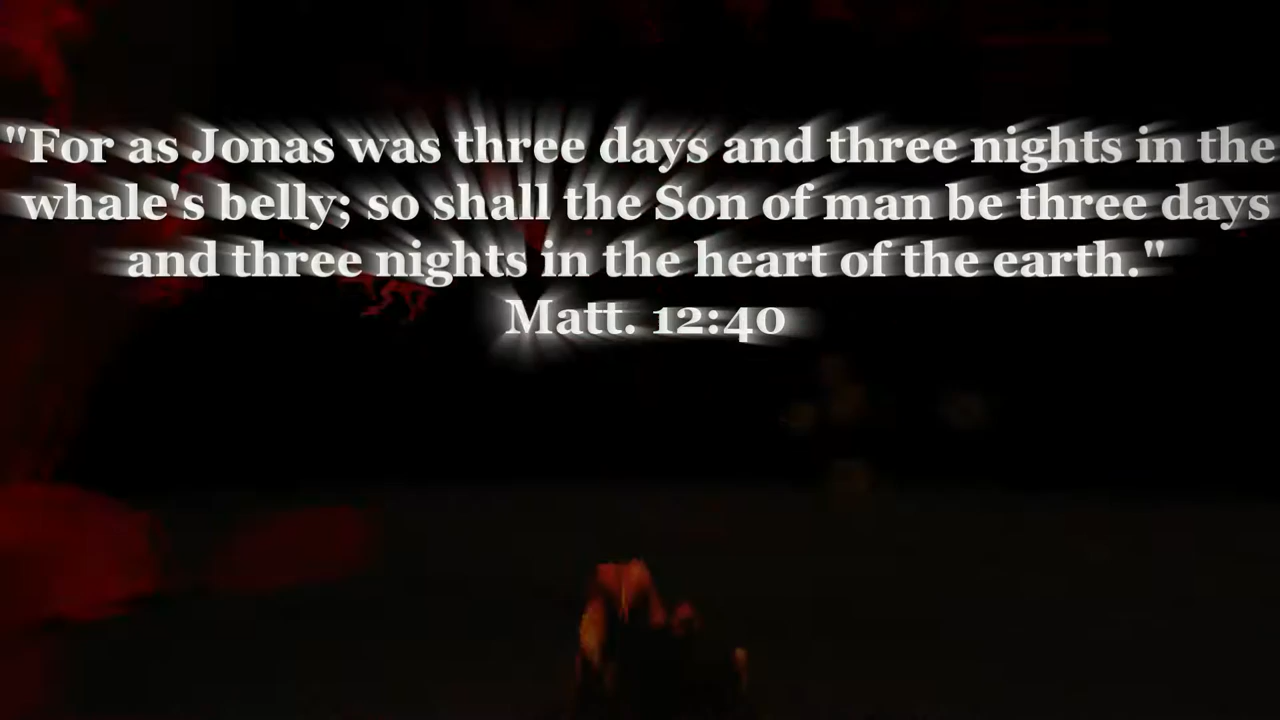 "For as Jonas was three days and three nights in the
whale's belly; so shall the Son of man be three days
and three nights in the heart of the earth."
Matt. 12:40